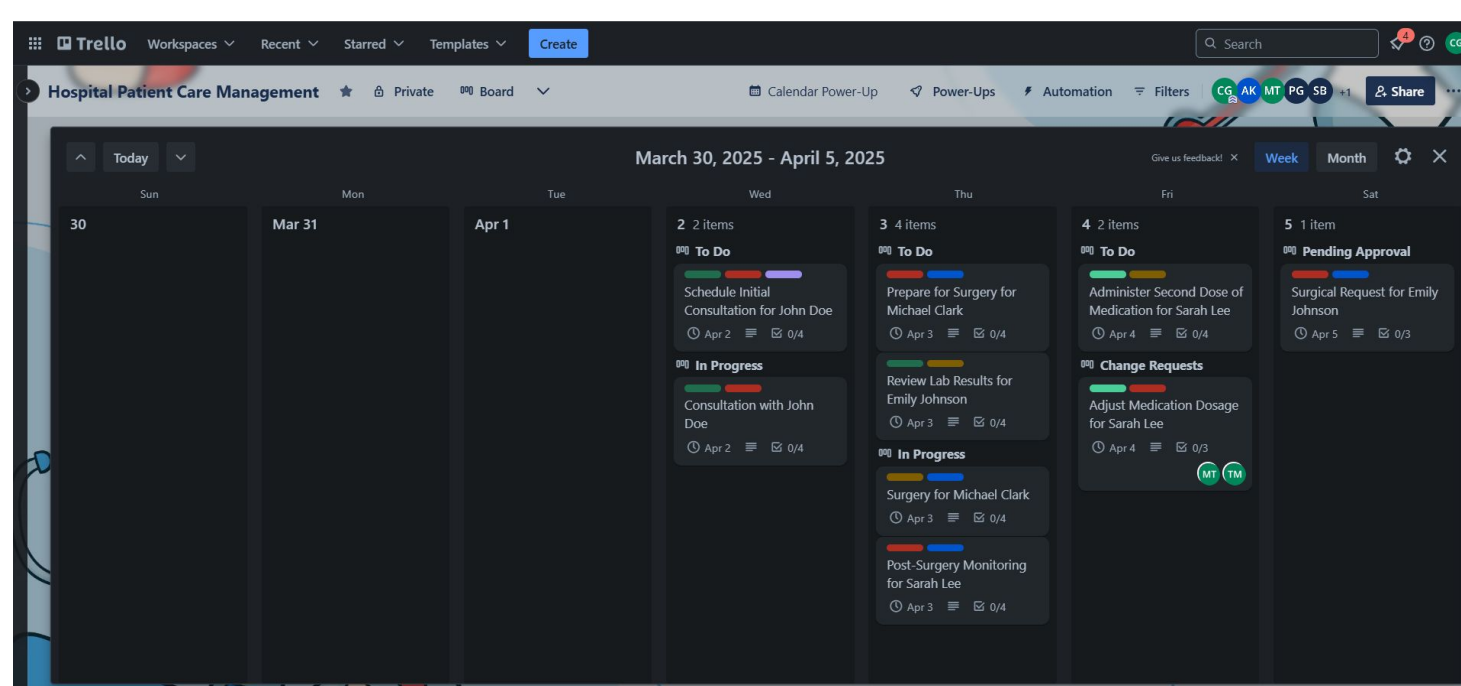 Trello Workspaces Recent Starred Templates Create Search 4 CG
Hospital Patient Care Management Private Board Calendar Power-Up Power-Ups Automation Filters CG AK MT PG SB +1 Share
Today March 30, 2025 - April 5, 2025 Give us feedback! Week Month
Sun Mon Tue Wed Thu Fri Sat
30
Mar 31
Apr 1
2 2 items
To Do
Schedule Initial
Consultation for John Doe
Apr 2 0/4
In Progress
Consultation with John
Doe
Apr 2 0/4
3 4 items
To Do
Prepare for Surgery for
Michael Clark
Apr 3 0/4
Review Lab Results for
Emily Johnson
Apr 3 0/4
In Progress
Surgery for Michael Clark
Apr 3 0/4
Post-Surgery Monitoring
for Sarah Lee
Apr 3 0/4
4 2 items
To Do
Administer Second Dose of
Medication for Sarah Lee
Apr 4 0/4
Change Requests
Adjust Medication Dosage
for Sarah Lee
Apr 4 0/3
MT TM
5 1 item
Pending Approval
Surgical Request for Emily
Johnson
Apr 5 0/3